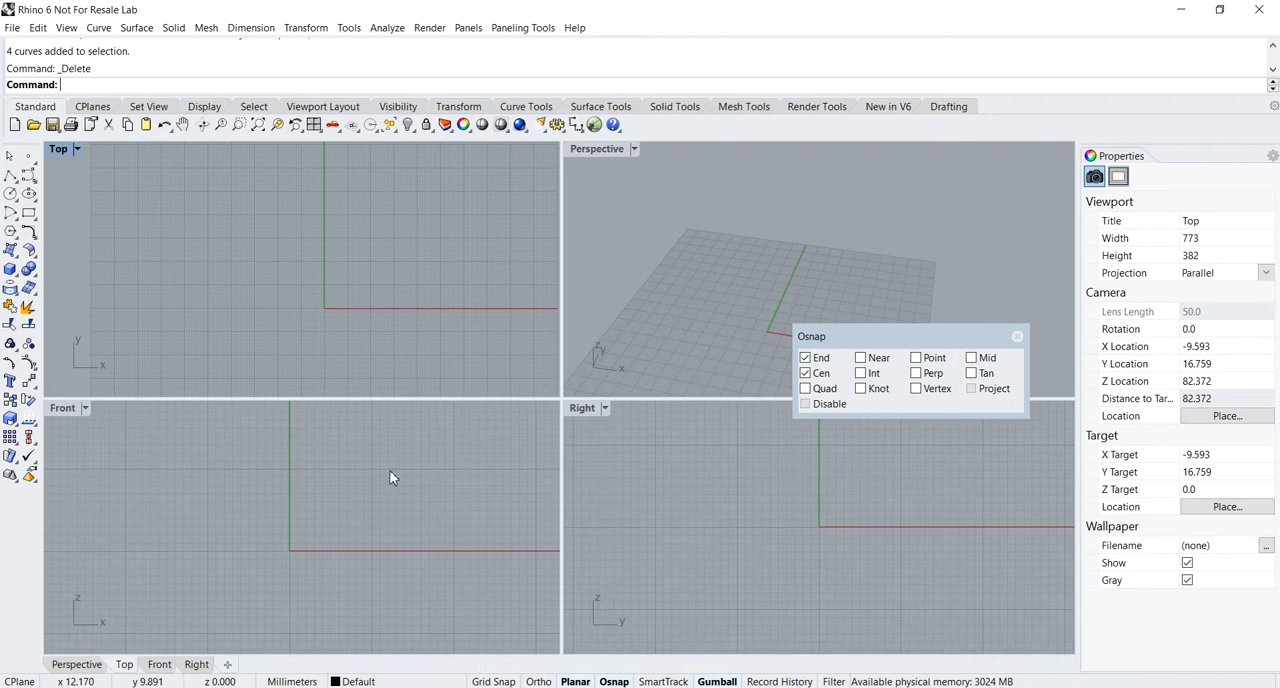 Rhino 6 Not For Resale Lab
File Edit View Curve Surface Solid Mesh Dimension Transform Tools Analyze Render Panels Paneling Tools Help
4 curves added to selection.
Command: _Delete
Command:
Standard CPlanes Set View Display Select Viewport Layout Visibility Transform Curve Tools Surface Tools Solid Tools Mesh Tools Render Tools New in V6 Drafting
Top
y
x
Perspective
z
y
x
Front
z
x
Right
z
y
Osnap
End Near Point Mid
Cen Int Perp Tan
Quad Knot Vertex Project
Disable
Properties
Viewport
Title Top
Width 773
Height 382
Projection Parallel
Camera
Lens Length 50.0
Rotation 0.0
X Location -9.593
Y Location 16.759
Z Location 82.372
Distance to Tar... 82.372
Location Place...
Target
X Target -9.593
Y Target 16.759
Z Target 0.0
Location Place...
Wallpaper
Filename (none) ...
Show
Gray
Perspective Top Front Right
CPlane x 12.170 y 9.891 z 0.000 Millimeters Default Grid Snap Ortho Planar Osnap SmartTrack Gumball Record History Filter Available physical memory: 3024 MB